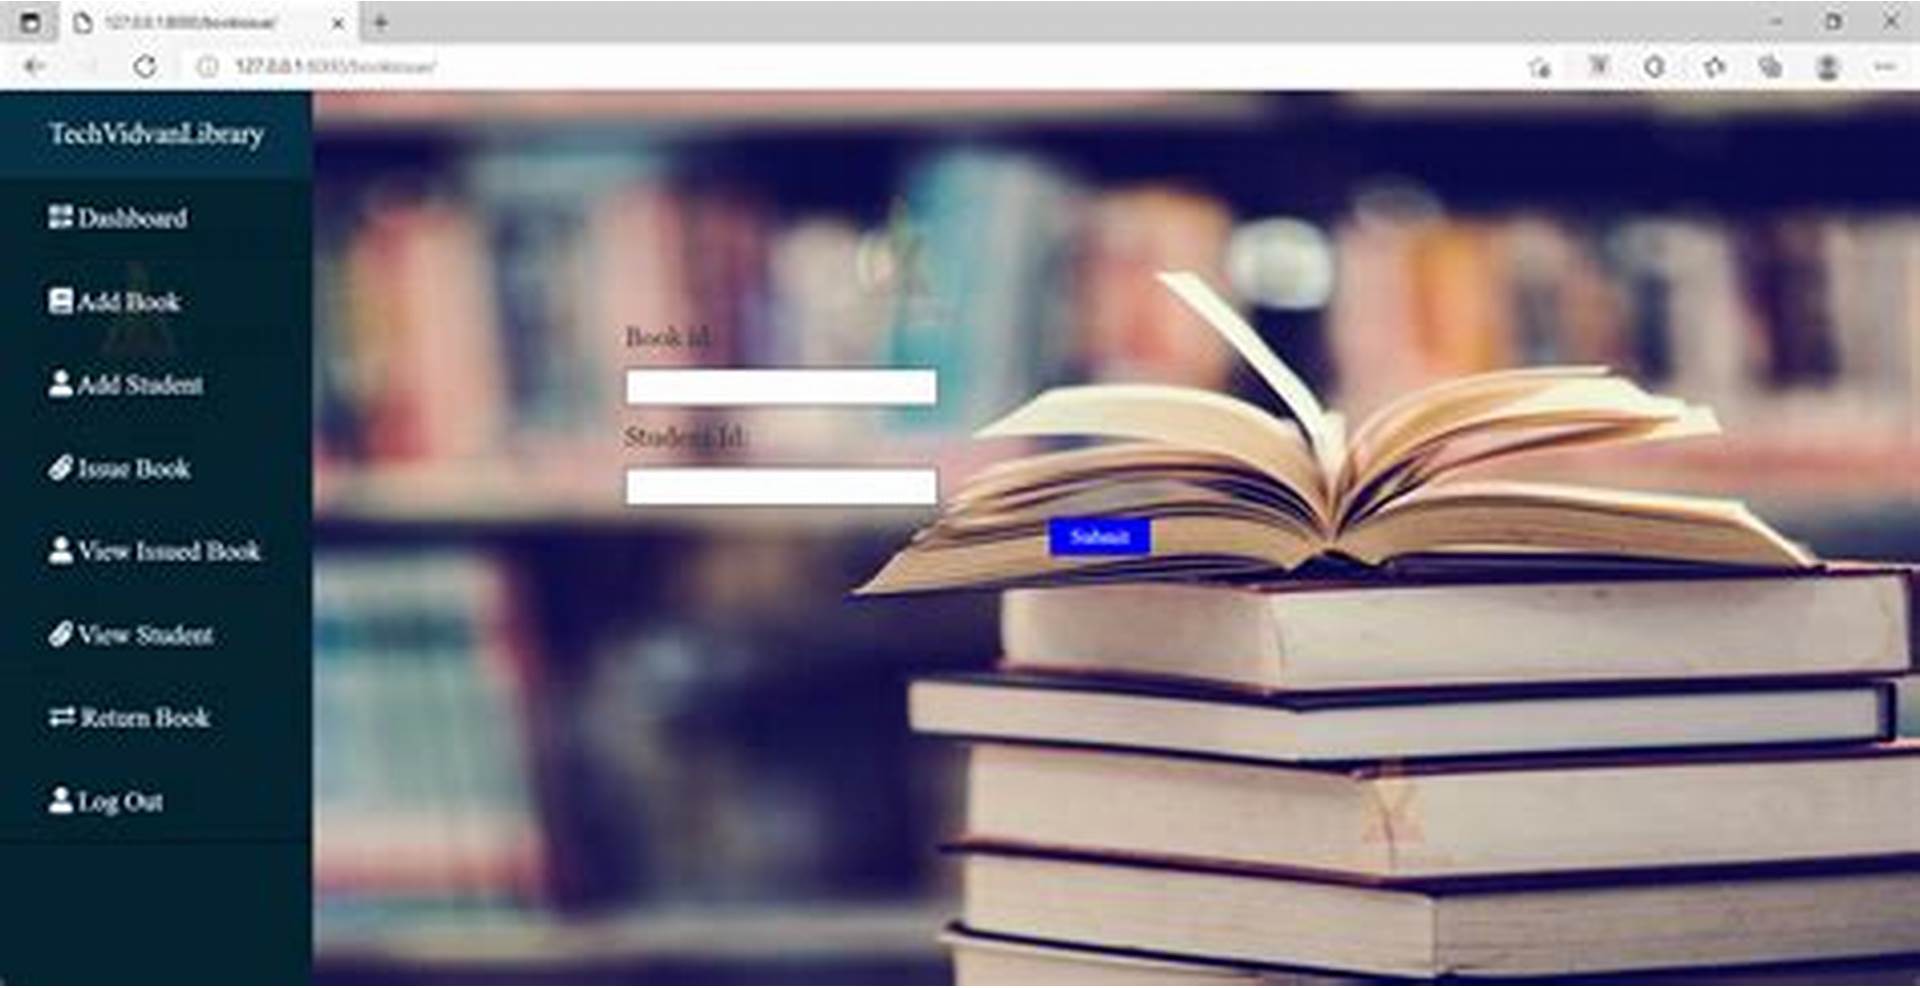 127.0.0.1:8000/bookissue/
127.0.0.1:8000/bookissue/
TechVidvanLibrary
Dashboard
Add Book
Add Student
Issue Book
View Issued Book
View Student
Return Book
Log Out
Book id:
Student Id:
Submit